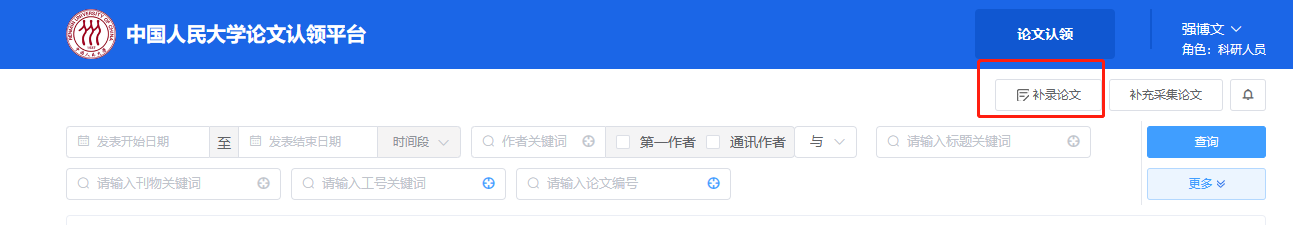 中国人民大学论文认领平台
论文认领
强博文
角色：科研人员
补录论文
补充采集论文
发表开始日期 至 发表结束日期 时间段 作者关键词 第一作者 通讯作者 与 请输入标题关键词 查询
请输入刊物关键词 请输入工号关键词 请输入论文编号 更多